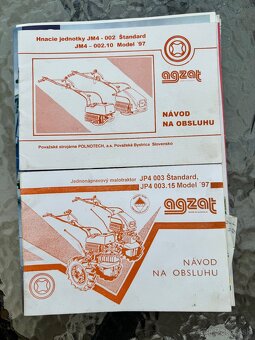 Hnacie jednotky JM4 - 002 Štandard
JM4 - 002.10 Model '97
agzat
NÁVOD
NA OBSLUHU
Považské strojárne POLNOTECH, a.s. Považská Bystrica Slovensko
Jednonápravový malotraktor
JP4 003 Štandard,
JP4 003.15 Model '97
agzat
NÁVOD
NA OBSLUHU